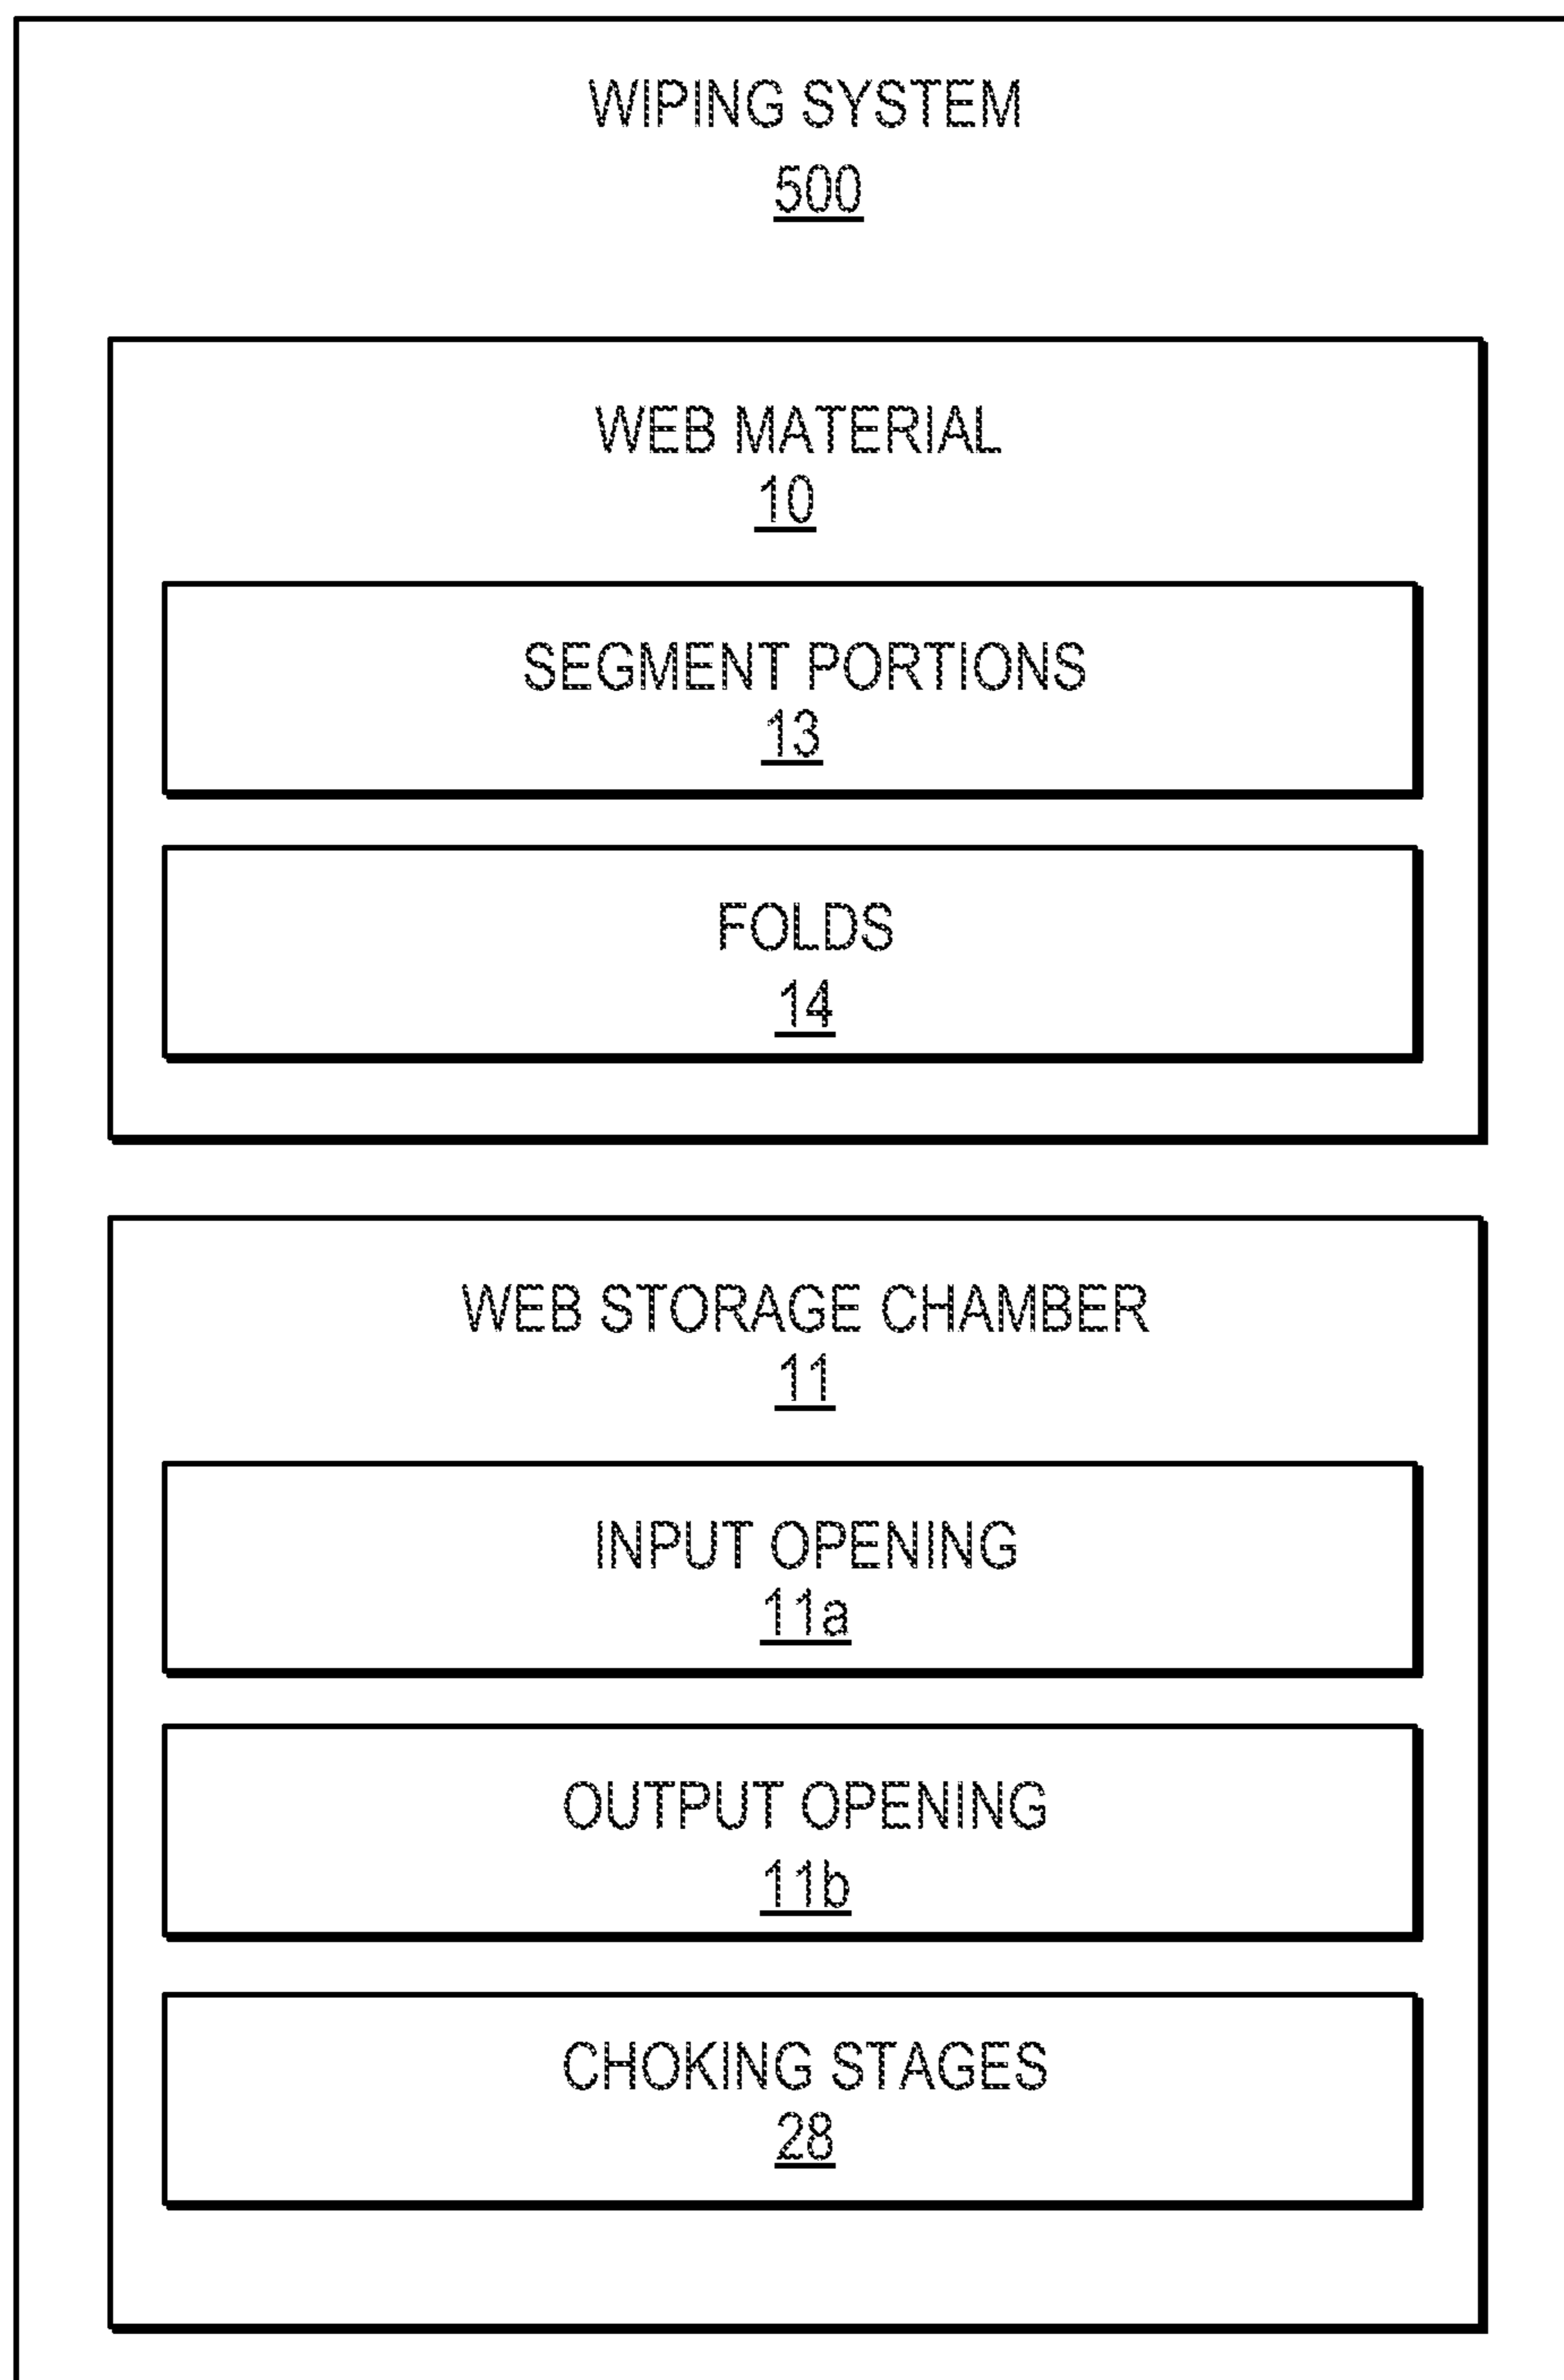 WIPING SYSTEM
500
WEB MATERIAL
10
SEGMENT PORTIONS
13
FOLDS
14
WEB STORAGE CHAMBER
11
INPUT OPENING
11a
OUTPUT OPENING
11b
CHOKING STAGES
28